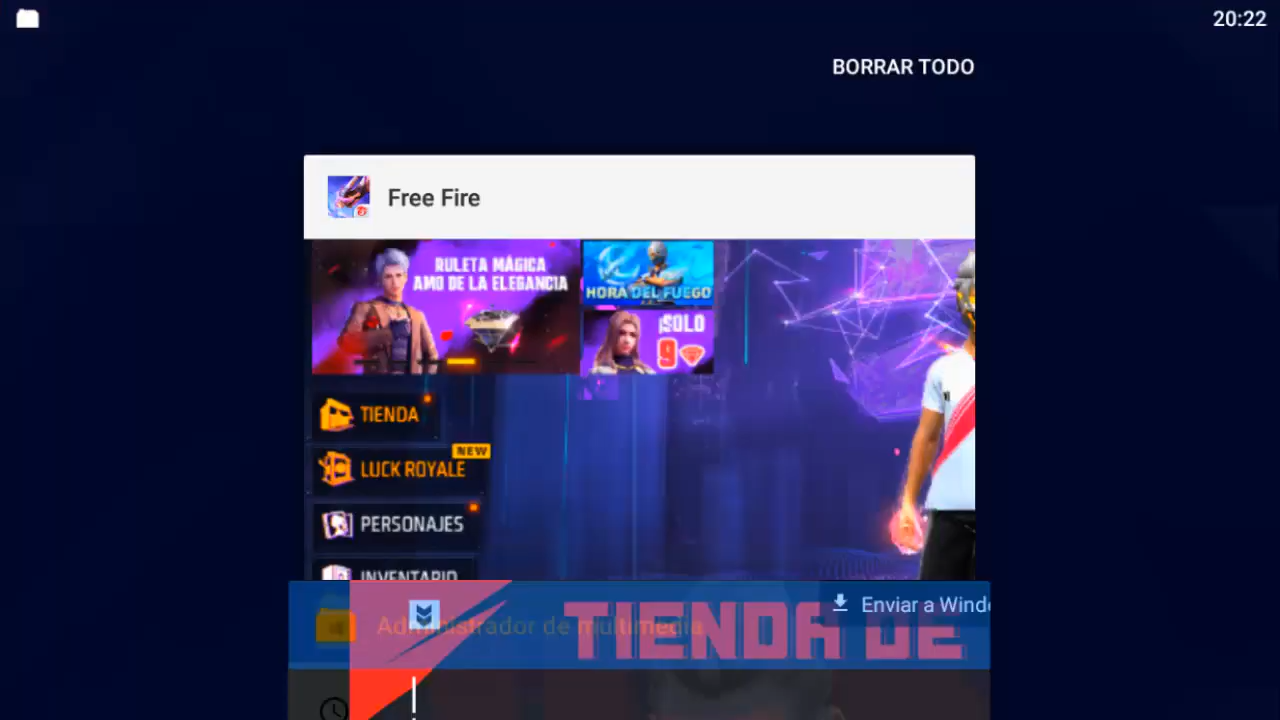 20:22
BORRAR TODO
Free Fire
RULETA MÁGICA
AMO DE LA ELEGANCIA
HORA DEL FUEGO
¡SOLO
9
TIENDA
NEW
LUCK ROYALE
PERSONAJES
INVENTARIO
Enviar a Windo
Administrador de multimedia
TIENDA DE